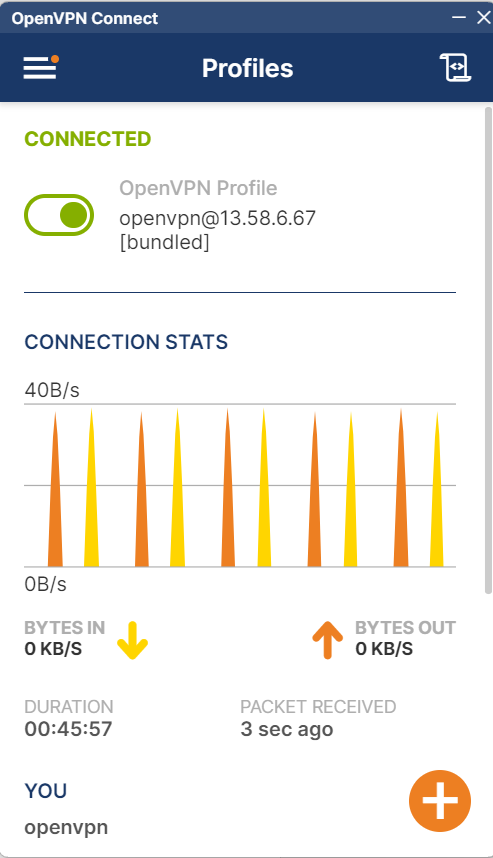 OpenVPN Connect
Profiles
CONNECTED
OpenVPN Profile
openvpn@13.58.6.67
[bundled]
CONNECTION STATS
40B/s
0B/s
BYTES IN
0 KB/S
BYTES OUT
0 KB/S
DURATION
00:45:57
PACKET RECEIVED
3 sec ago
YOU
openvpn